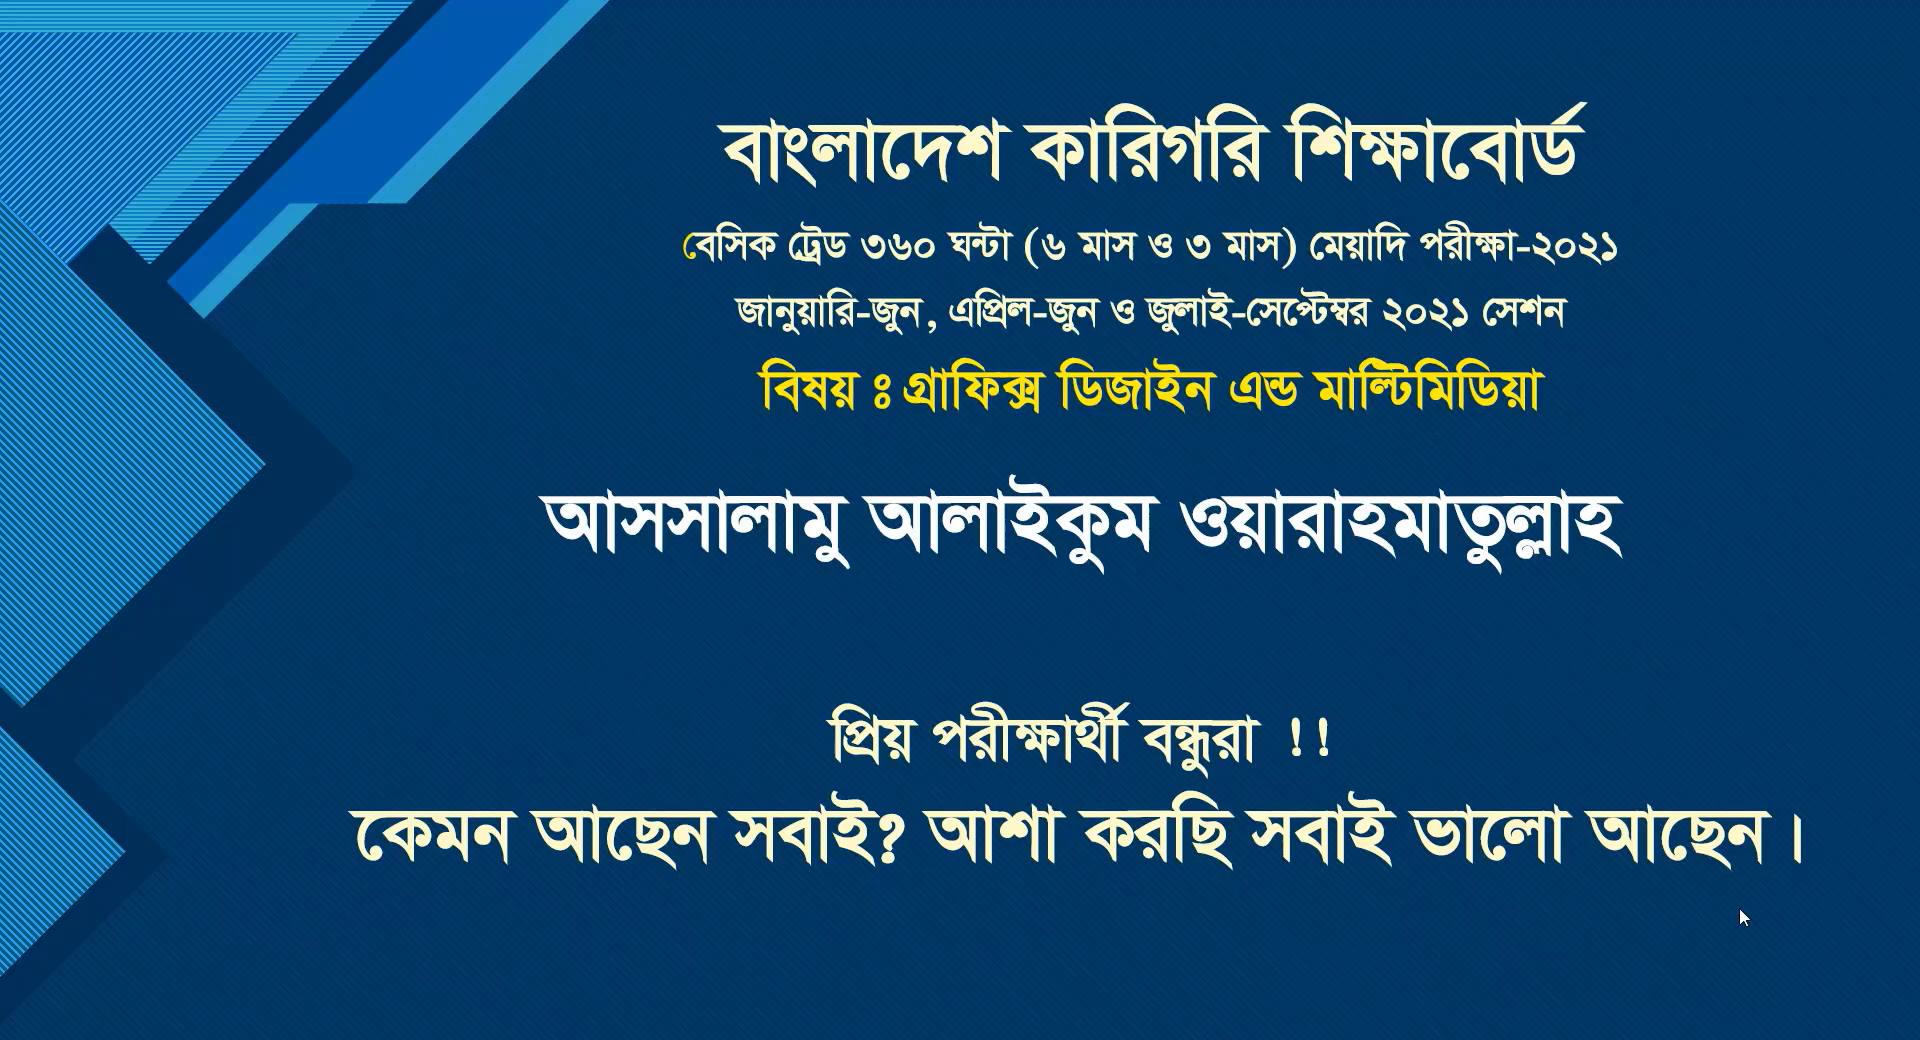 বাংলাদেশ কারিগরি শিক্ষাবোর্ড
বেসিক ট্রেড ৩৬০ ঘন্টা (৬ মাস ও ৩ মাস) মেয়াদি পরীক্ষা-২০২১
জানুয়ারি-জুন, এপ্রিল-জুন ও জুলাই-সেপ্টেম্বর ২০২১ সেশন
বিষয় ঃ গ্রাফিক্স ডিজাইন এন্ড মাল্টিমিডিয়া
আসসালামু আলাইকুম ওয়ারাহমাতুল্লাহ
প্রিয় পরীক্ষার্থী বন্ধুরা !!
কেমন আছেন সবাই? আশা করছি সবাই ভালো আছেন।